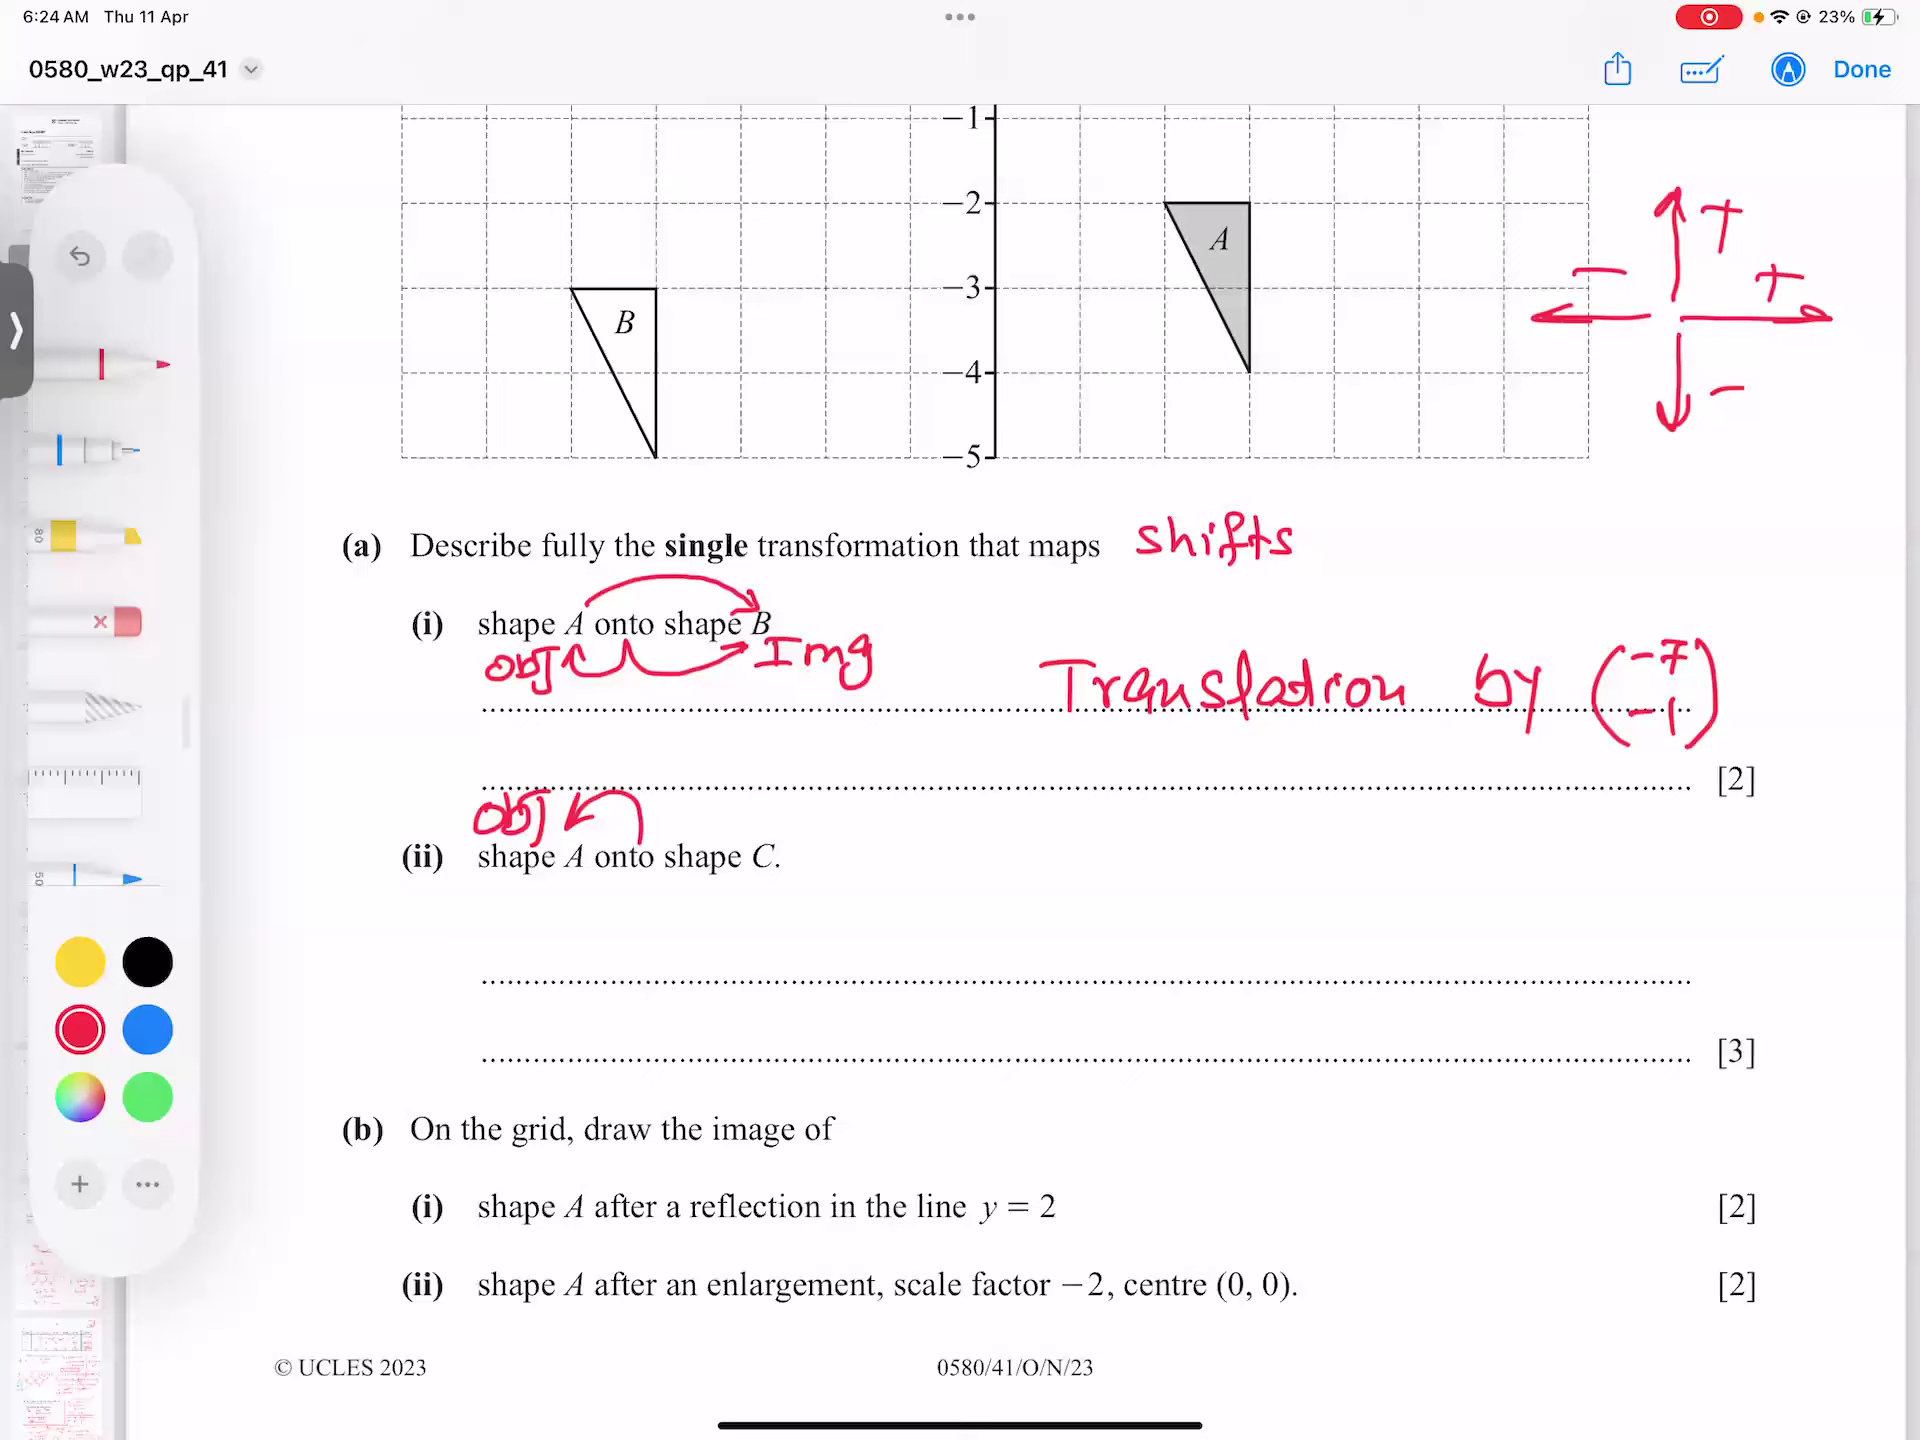 6:24 AM Thu 11 Apr
23%
0580_w23_qp_41
Done
−1
−2
A
+
−3
−
+
B
−4
−
−5
(a) Describe fully the single transformation that maps shifts
(i) shape A onto shape B
Obj Img
Translation by (−7 −1)
[2]
Obj
(ii) shape A onto shape C.
[3]
(b) On the grid, draw the image of
(i) shape A after a reflection in the line y = 2 [2]
(ii) shape A after an enlargement, scale factor −2, centre (0, 0). [2]
© UCLES 2023 0580/41/O/N/23
80
50